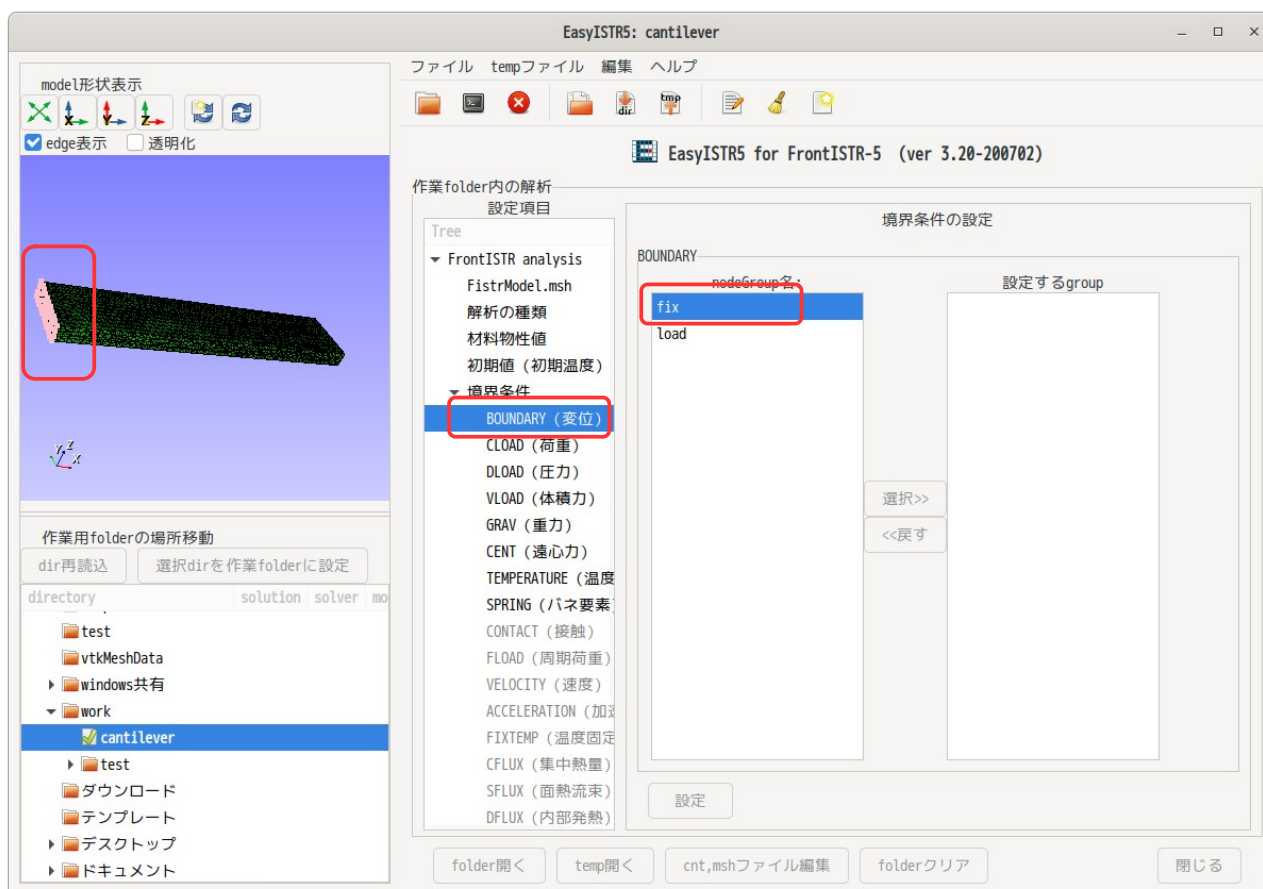 EasyISTR5: cantilever
model形状表示
edge表示 透明化
作業用folderの場所移動
dir再読込 選択dirを作業folderに設定
directory solution solver mo
test
vtkMeshData
windows共有
work
cantilever
test
ダウンロード
テンプレート
デスクトップ
ドキュメント
ファイル tempファイル 編集 ヘルプ
EasyISTR5 for FrontISTR-5 (ver 3.20-200702)
作業folder内の解析
設定項目
Tree
FrontISTR analysis
FistrModel.msh
解析の種類
材料物性値
初期値 (初期温度)
境界条件
BOUNDARY (変位)
CLOAD (荷重)
DLOAD (圧力)
VLOAD (体積力)
GRAV (重力)
CENT (遠心力)
TEMPERATURE (温度
SPRING (バネ要素)
CONTACT (接触)
FLOAD (周期荷重)
VELOCITY (速度)
ACCELERATION (加速
FIXTEMP (温度固定
CFLUX (集中熱量)
SFLUX (面熱流束)
DFLUX (内部発熱)
境界条件の設定
BOUNDARY
nodeGroup名:
fix
load
選択>>
<<戻す
設定するgroup
設定
folder開く temp開く cnt,mshファイル編集 folderクリア 閉じる